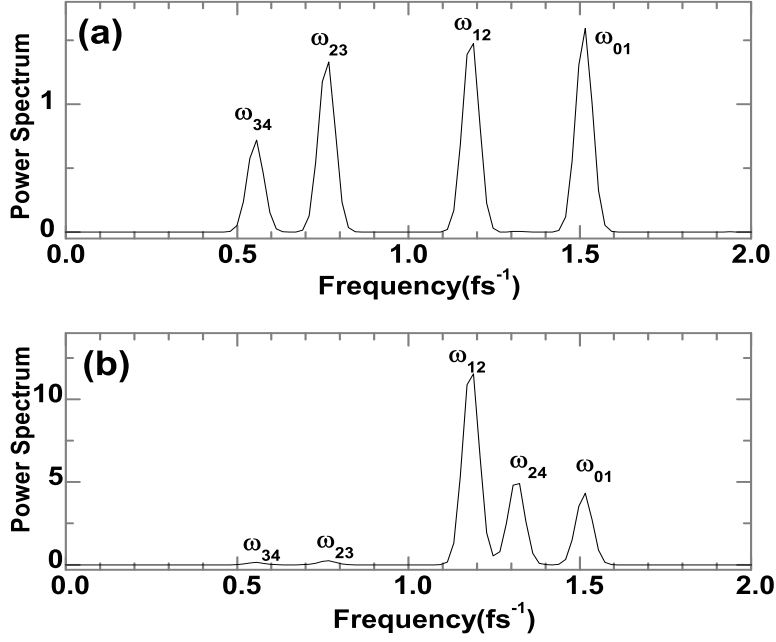 (a)
Power Spectrum
1
0
ω34
ω23
ω12
ω01
0.0 0.5 1.0 1.5 2.0
Frequency(fs-1)
(b)
Power Spectrum
10
5
0
ω34
ω23
ω12
ω24
ω01
0.0 0.5 1.0 1.5 2.0
Frequency(fs-1)